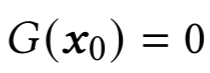 G(𝒙₀) = 0